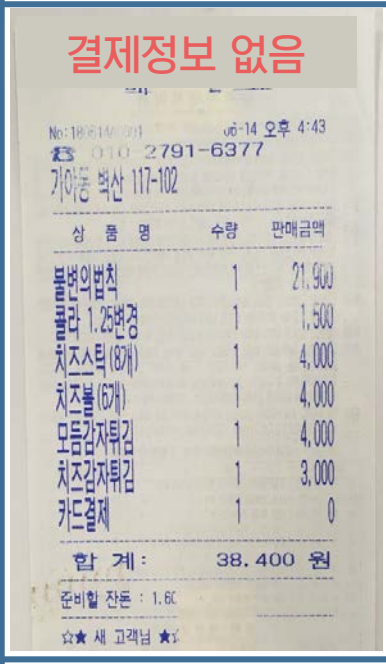 결제정보 없음
06-14 오후 4:43
010-2791-6377
가야동 벽산 117-102
상 품 명 수량 판매금액
불변의법칙 1 21,900
콜라 1.25변경 1 1,500
치즈스틱(8개) 1 4,000
치즈볼(6개) 1 4,000
모듬감자튀김 1 4,000
치즈감자튀김 1 3,000
카드결제 1 0
합 계: 38,400 원
준비할 잔돈 : 1,60
☆★ 새 고객님 ★☆